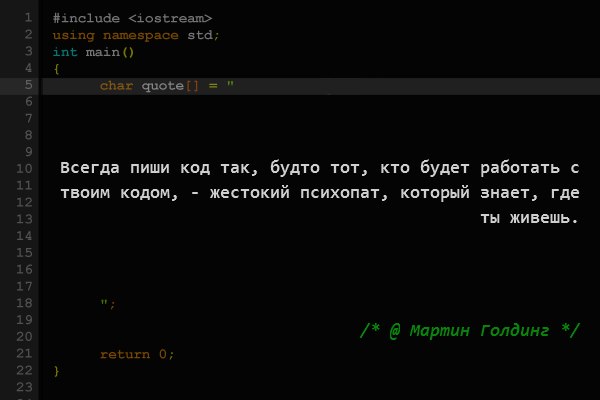 1 #include <iostream>
2 using namespace std;
3 int main()
4 {
5 char quote[] = "
6
7
8
9
10 Всегда пиши код так, будто тот, кто будет работать с
11 твоим кодом, - жестокий психопат, который знает, где
12
13 ты живешь.
14
15
16
17
18 ";
19
20 /* @ Мартин Голдинг */
21 return 0;
22 }
23